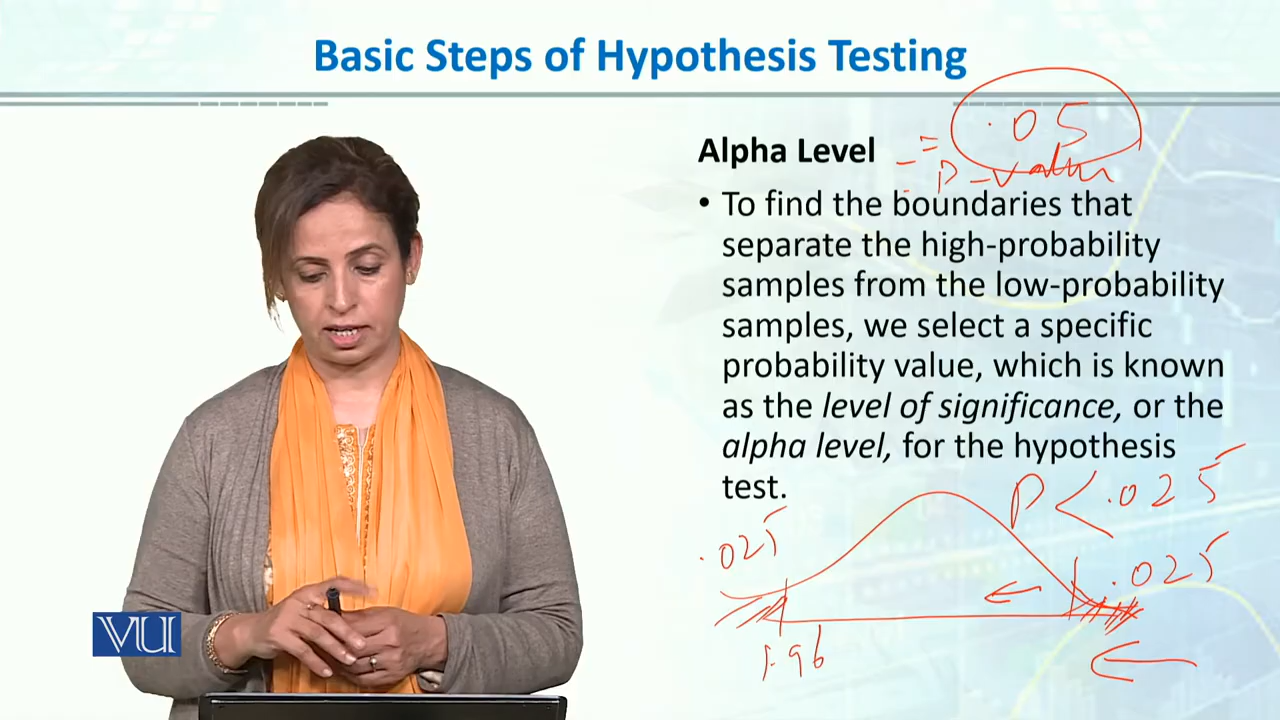 Basic Steps of Hypothesis Testing
Alpha Level = .05
= P-value
• To find the boundaries that
separate the high-probability
samples from the low-probability
samples, we select a specific
probability value, which is known
as the level of significance, or the
alpha level, for the hypothesis
test.
P < .025
.025
.025
1.96
VU